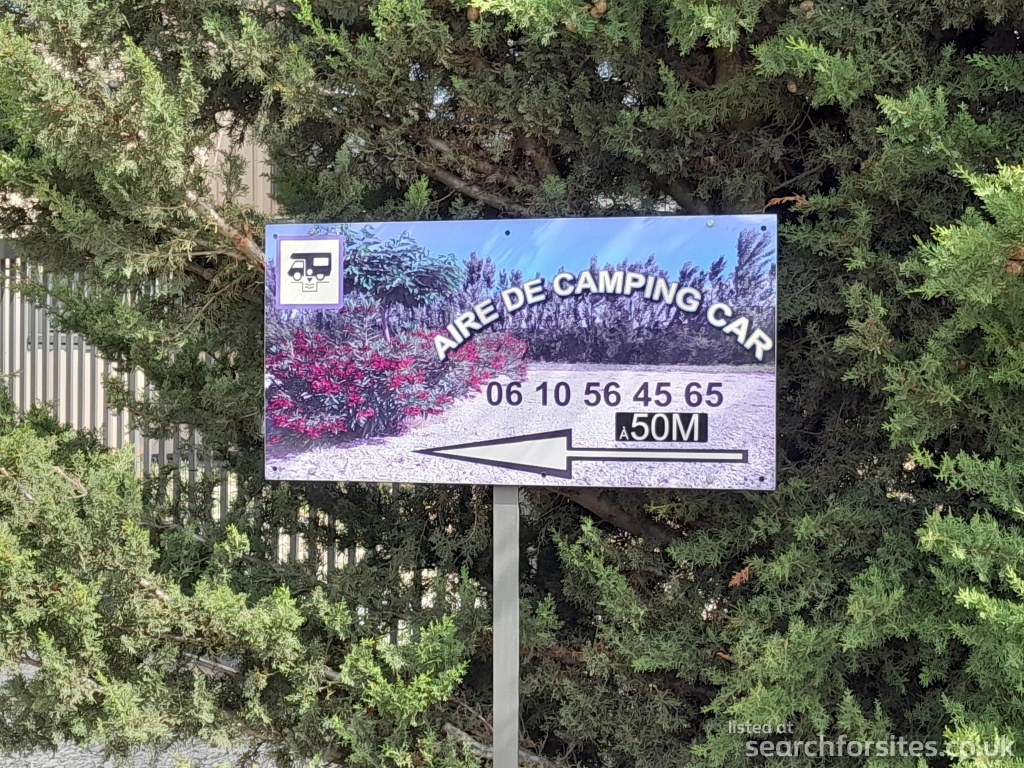 AIRE DE CAMPING CAR
06 10 56 45 65
À50M
listed at
searchforsites.co.uk